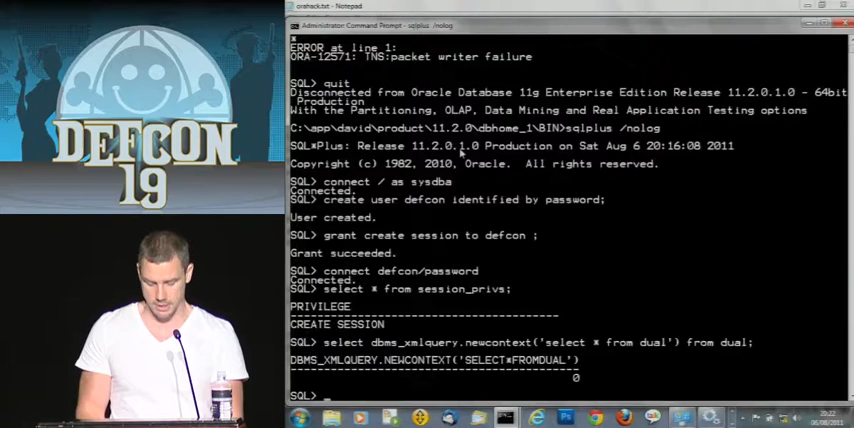 orahack.txt - Notepad
Administrator: Command Prompt - sqlplus /nolog
*
ERROR at line 1:
ORA-12571: TNS:packet writer failure
SQL> quit
Disconnected from Oracle Database 11g Enterprise Edition Release 11.2.0.1.0 - 64bit
Production
With the Partitioning, OLAP, Data Mining and Real Application Testing options
C:\app\david\product\11.2.0\dbhome_1\BIN>sqlplus /nolog
SQL*Plus: Release 11.2.0.1.0 Production on Sat Aug 6 20:16:08 2011
Copyright (c) 1982, 2010, Oracle. All rights reserved.
SQL> connect / as sysdba
Connected.
SQL> create user defcon identified by password;
User created.
SQL> grant create session to defcon ;
Grant succeeded.
SQL> connect defcon/password
Connected.
SQL> select * from session_privs;
PRIVILEGE
----------------------------------------
CREATE SESSION
SQL> select dbms_xmlquery.newcontext('select * from dual') from dual;
DBMS_XMLQUERY.NEWCONTEXT('SELECT*FROMDUAL')
-------------------------------------------
0
SQL> _
20:22
06/08/2011
DEFCON
19